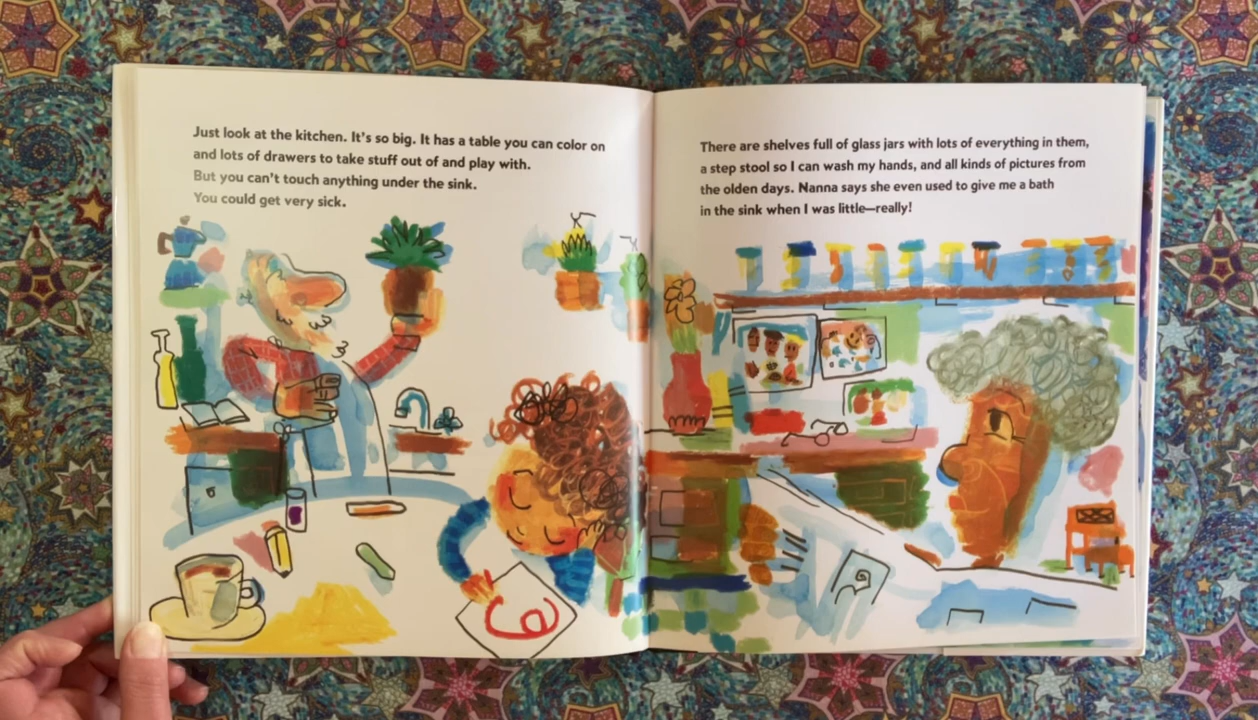 Just look at the kitchen. It's so big. It has a table you can color on
and lots of drawers to take stuff out of and play with.
But you can't touch anything under the sink.
You could get very sick.
There are shelves full of glass jars with lots of everything in them,
a step stool so I can wash my hands, and all kinds of pictures from
the olden days. Nanna says she even used to give me a bath
in the sink when I was little—really!